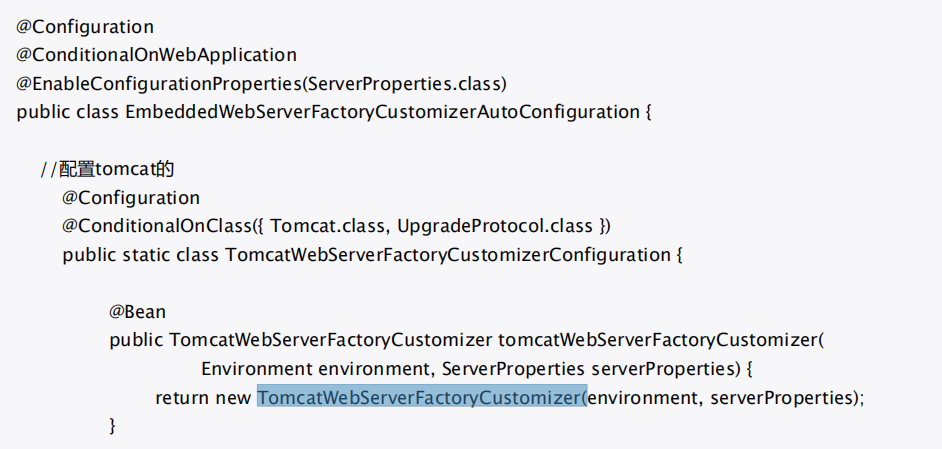 @Configuration
@ConditionalOnWebApplication
@EnableConfigurationProperties(ServerProperties.class)
public class EmbeddedWebServerFactoryCustomizerAutoConfiguration {
//配置tomcat的
@Configuration
@ConditionalOnClass({ Tomcat.class, UpgradeProtocol.class })
public static class TomcatWebServerFactoryCustomizerConfiguration {
@Bean
public TomcatWebServerFactoryCustomizer tomcatWebServerFactoryCustomizer(
Environment environment, ServerProperties serverProperties) {
return new TomcatWebServerFactoryCustomizer(environment, serverProperties);
}